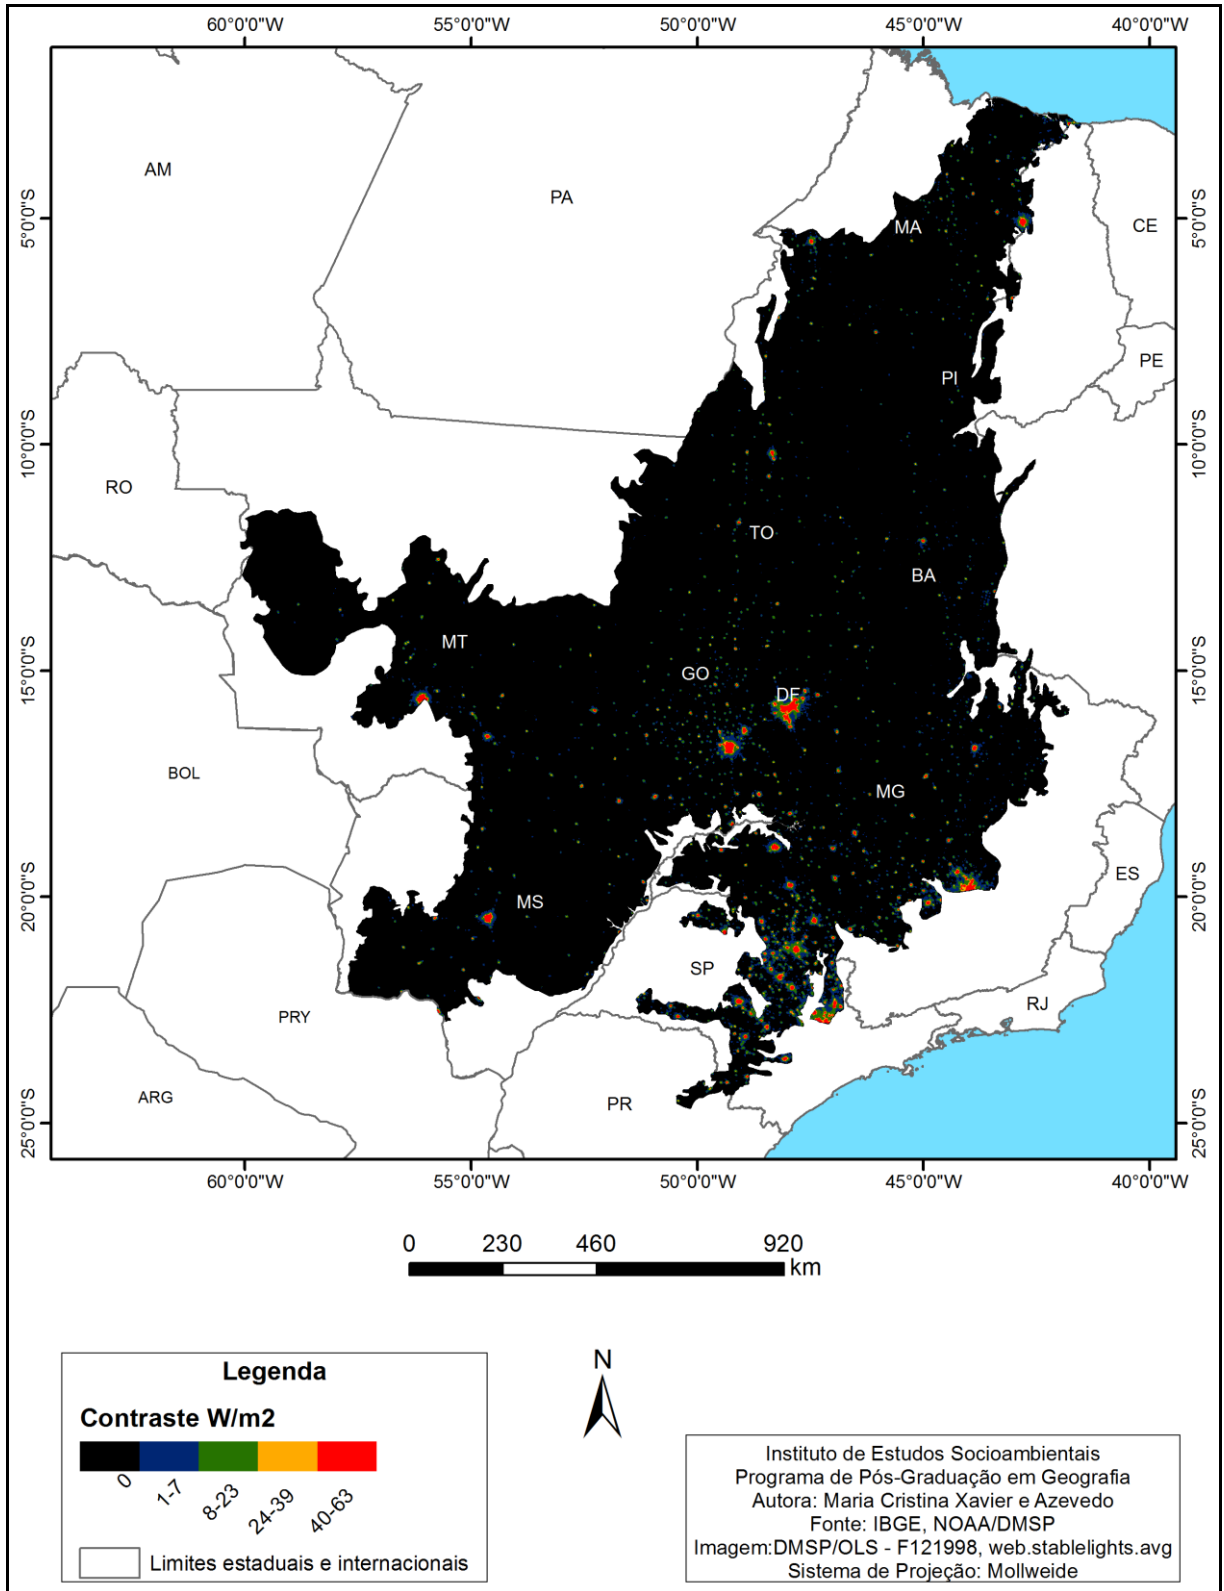 60°0'0"W 55°0'0"W 50°0'0"W 45°0'0"W 40°0'0"W
AM
PA
5°0'0"S
MA
CE
5°0'0"S
PE
PI
10°0'0"S
10°0'0"S
RO
TO
BA
MT
15°0'0"S
GO
DF
15°0'0"S
BOL
MG
ES
20°0'0"S
MS
20°0'0"S
SP
RJ
PRY
ARG
PR
25°0'0"S
25°0'0"S
60°0'0"W 55°0'0"W 50°0'0"W 45°0'0"W 40°0'0"W
0 230 460 920
km
N
Legenda
Contraste W/m2
0 1-7 8-23 24-39 40-63
Limites estaduais e internacionais
Instituto de Estudos Socioambientais
Programa de Pós-Graduação em Geografia
Autora: Maria Cristina Xavier e Azevedo
Fonte: IBGE, NOAA/DMSP
Imagem:DMSP/OLS - F121998, web.stablelights.avg
Sistema de Projeção: Mollweide